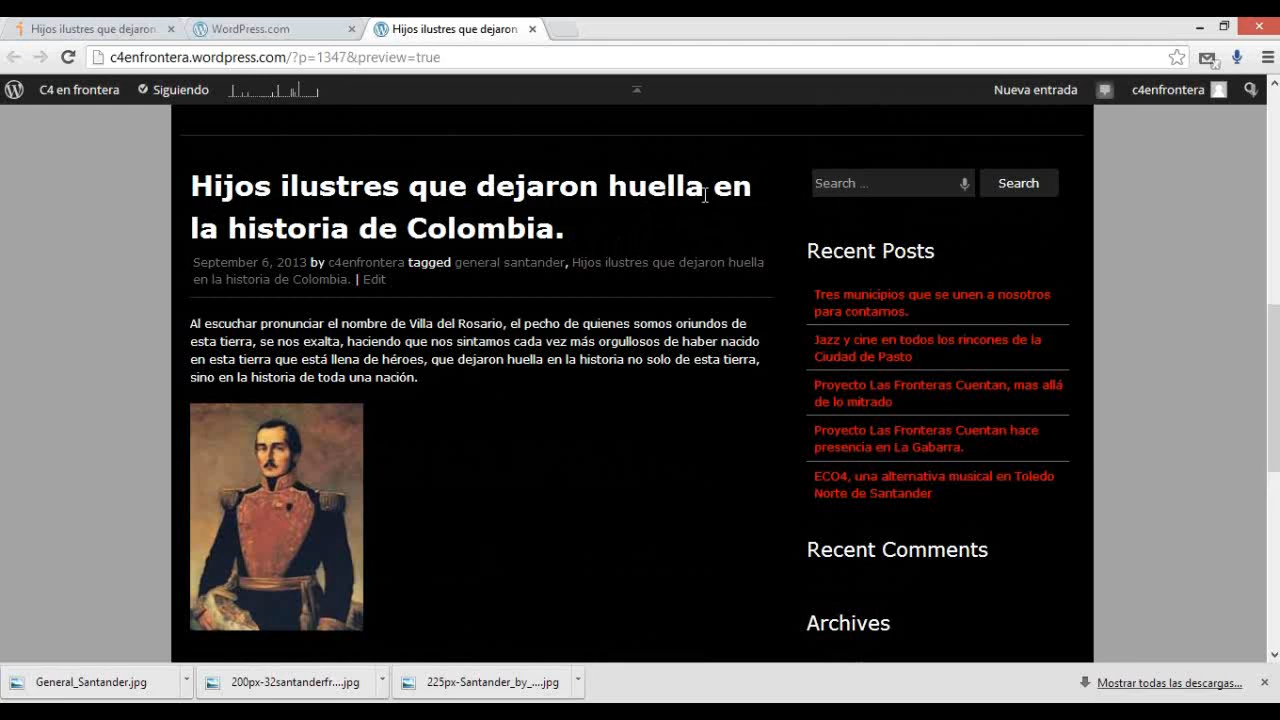 Hijos ilustres que dejaron
WordPress.com
Hijos ilustres que dejaron
c4enfrontera.wordpress.com/?p=1347&preview=true
C4 en frontera
Siguiendo
Nueva entrada
c4enfrontera
Hijos ilustres que dejaron huella en
la historia de Colombia.
September 6, 2013 by c4enfrontera tagged general santander, Hijos ilustres que dejaron huella
en la historia de Colombia. | Edit
Al escuchar pronunciar el nombre de Villa del Rosario, el pecho de quienes somos oriundos de
esta tierra, se nos exalta, haciendo que nos sintamos cada vez más orgullosos de haber nacido
en esta tierra que está llena de héroes, que dejaron huella en la historia no solo de esta tierra,
sino en la historia de toda una nación.
Search ...
Search
Recent Posts
Tres municipios que se unen a nosotros
para contarnos.
Jazz y cine en todos los rincones de la
Ciudad de Pasto
Proyecto Las Fronteras Cuentan, mas allá
de lo mitrado
Proyecto Las Fronteras Cuentan hace
presencia en La Gabarra.
ECO4, una alternativa musical en Toledo
Norte de Santander
Recent Comments
Archives
General_Santander.jpg
200px-32santanderfr....jpg
225px-Santander_by_....jpg
Mostrar todas las descargas...